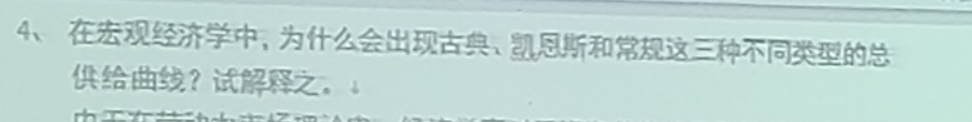 4、 在宏观经济学中，为什么会出现古典、凯恩斯和常规这三种不同类型的总
供给曲线？试解释之。↓